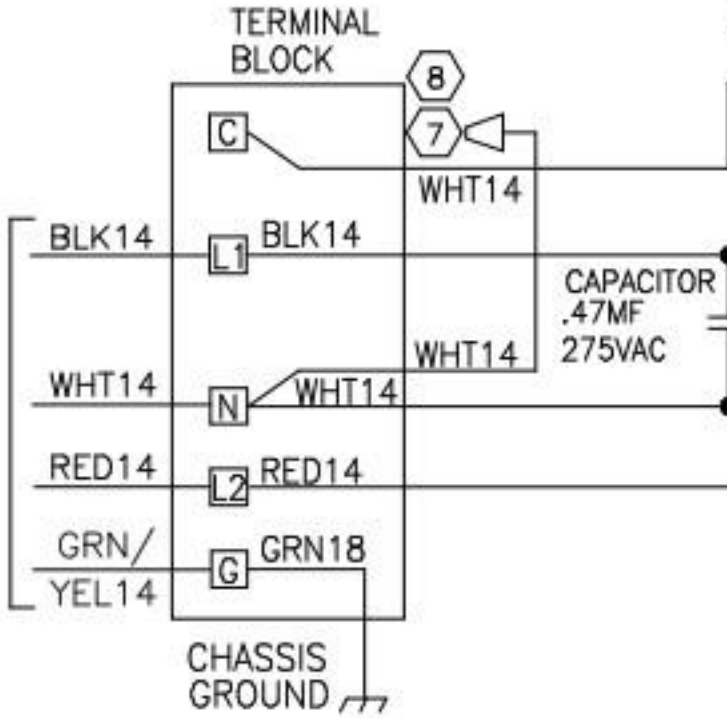 TERMINAL
BLOCK
8
C
7
WHT14
BLK14
L1
BLK14
CAPACITOR
.47MF
275VAC
WHT14
WHT14
N
WHT14
RED14
L2
RED14
GRN/
YEL14
G
GRN18
CHASSIS
GROUND